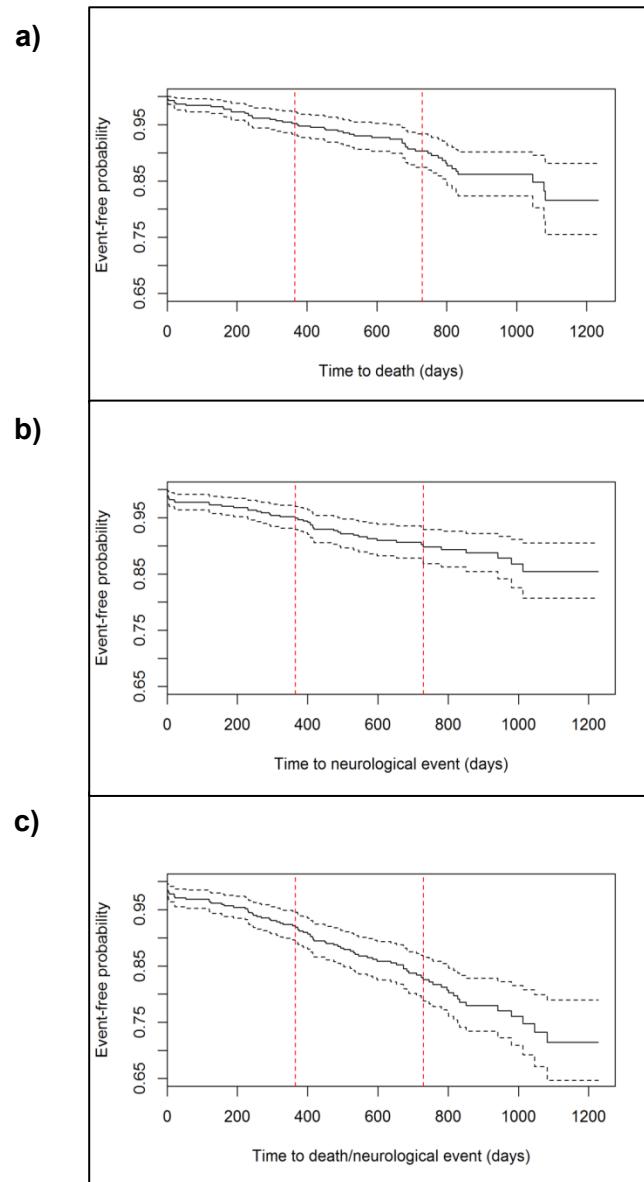 a)
Event-free probability
0.65 0.75 0.85 0.95
0 200 400 600 800 1000 1200
Time to death (days)
b)
Event-free probability
0.65 0.75 0.85 0.95
0 200 400 600 800 1000 1200
Time to neurological event (days)
c)
Event-free probability
0.65 0.75 0.85 0.95
0 200 400 600 800 1000 1200
Time to death/neurological event (days)